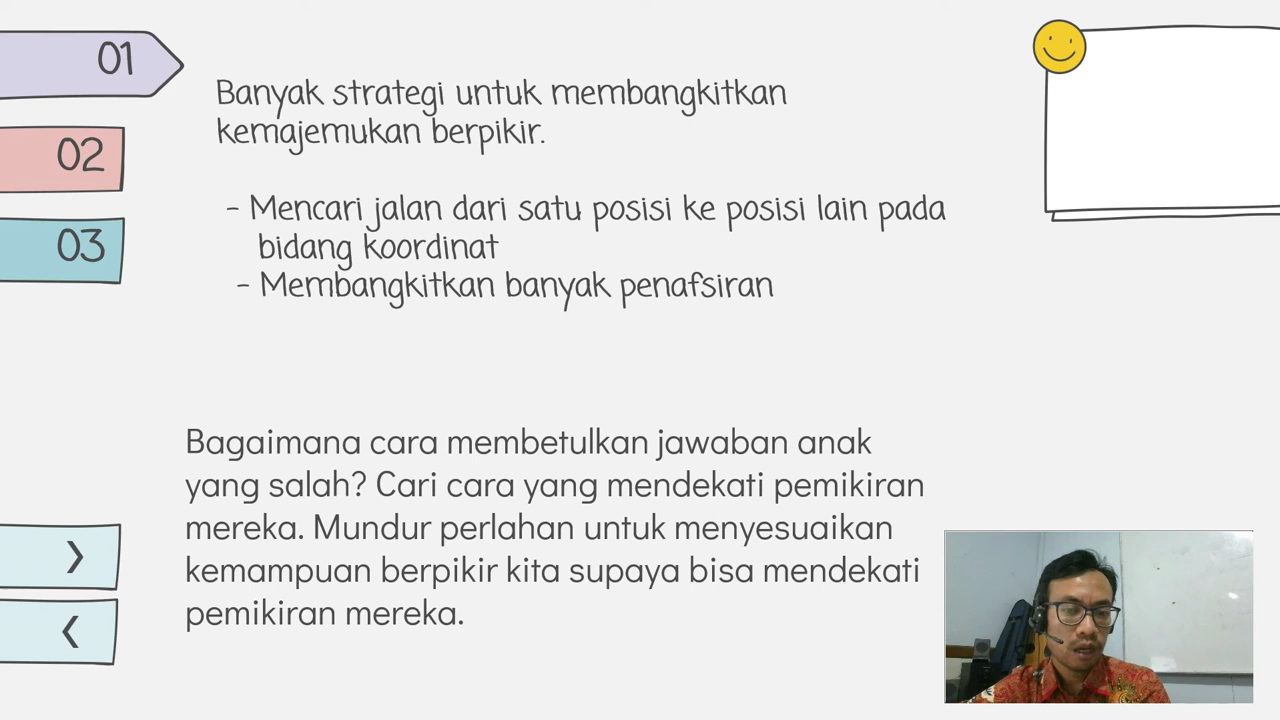 01
02
03
Banyak strategi untuk membangkitkan
kemajemukan berpikir.
- Mencari jalan dari satu posisi ke posisi lain pada
bidang koordinat
- Membangkitkan banyak penafsiran
Bagaimana cara membetulkan jawaban anak
yang salah? Cari cara yang mendekati pemikiran
mereka. Mundur perlahan untuk menyesuaikan
kemampuan berpikir kita supaya bisa mendekati
pemikiran mereka.